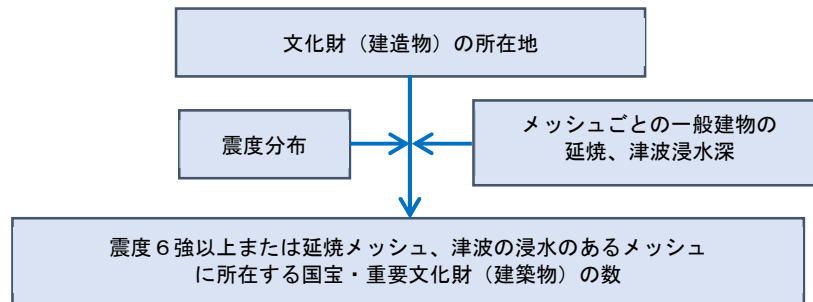 文化財（建造物）の所在地
震度分布
メッシュごとの一般建物の
延焼、津波浸水深
震度６強以上または延焼メッシュ、津波の浸水のあるメッシュ
に所在する国宝・重要文化財（建築物）の数